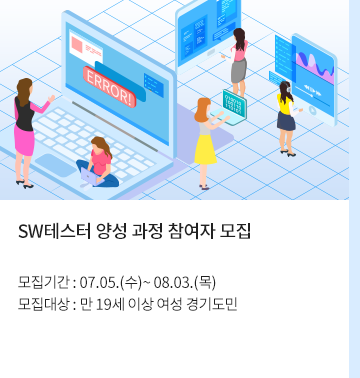 ERROR!
SW테스터 양성 과정 참여자 모집
모집기간 : 07.05.(수)~ 08.03.(목)
모집대상 : 만 19세 이상 여성 경기도민